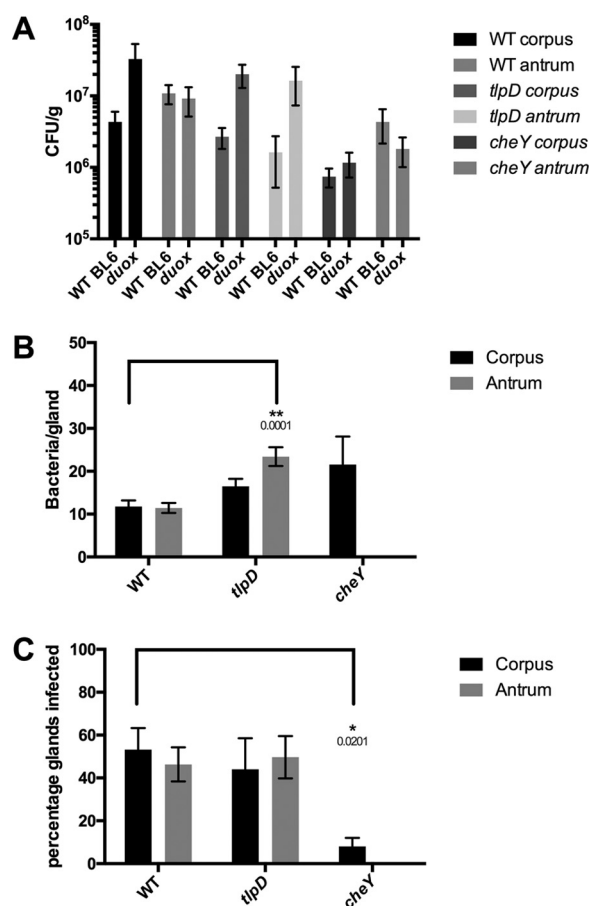 A
CFU/g
10⁸
10⁷
10⁶
10⁵
WT BL6
duox
WT BL6
duox
WT BL6
duox
WT BL6
duox
WT BL6
duox
WT BL6
duox
WT corpus
WT antrum
tlpD corpus
tlpD antrum
cheY corpus
cheY antrum
B
Bacteria/gland
50
40
30
20
10
0
**
0.0001
WT
tlpD
cheY
Corpus
Antrum
C
percentage glands infected
100
80
60
40
20
0
*
0.0201
WT
tlpD
cheY
Corpus
Antrum